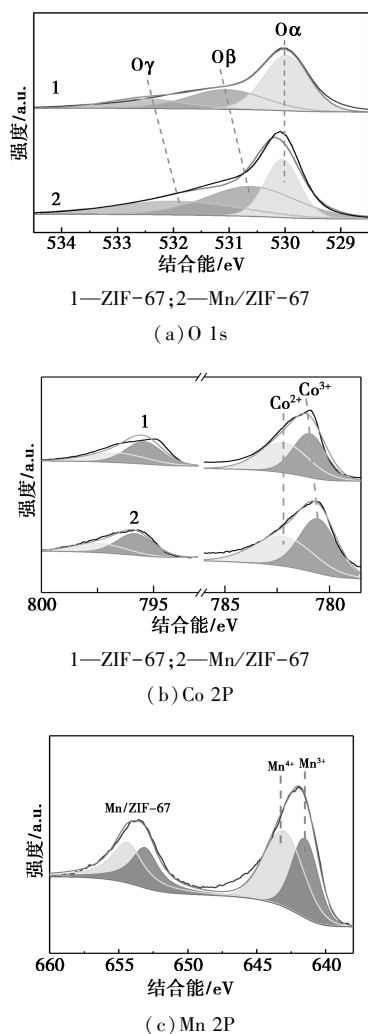 Oγ Oβ Oα
1
2
强度/a.u.
534 533 532 531 530 529
结合能/eV
1—ZIF-67;2—Mn/ZIF-67
(a)O 1s
Co²⁺ Co³⁺
1
2
强度/a.u.
800 795 785 780
结合能/eV
1—ZIF-67;2—Mn/ZIF-67
(b)Co 2P
Mn⁴⁺ Mn³⁺
Mn/ZIF-67
强度/a.u.
660 655 650 645 640
结合能/eV
(c)Mn 2P